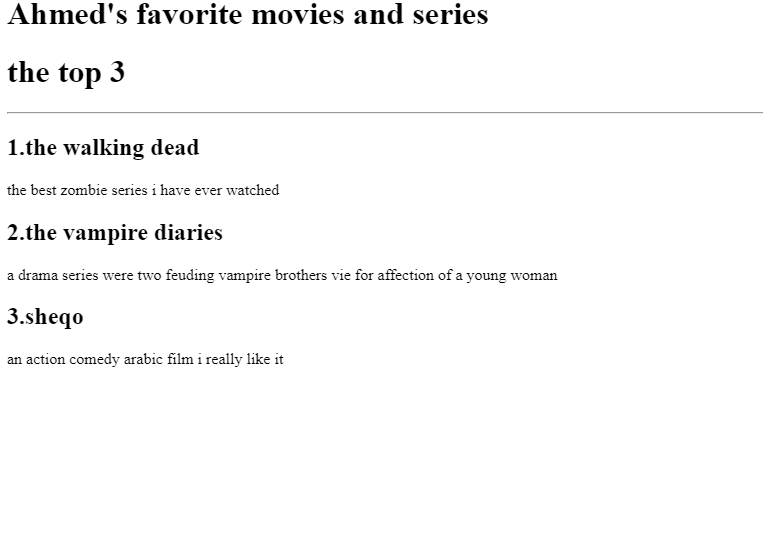 Ahmed's favorite movies and series
the top 3
1.the walking dead
the best zombie series i have ever watched
2.the vampire diaries
a drama series were two feuding vampire brothers vie for affection of a young woman
3.sheqo
an action comedy arabic film i really like it